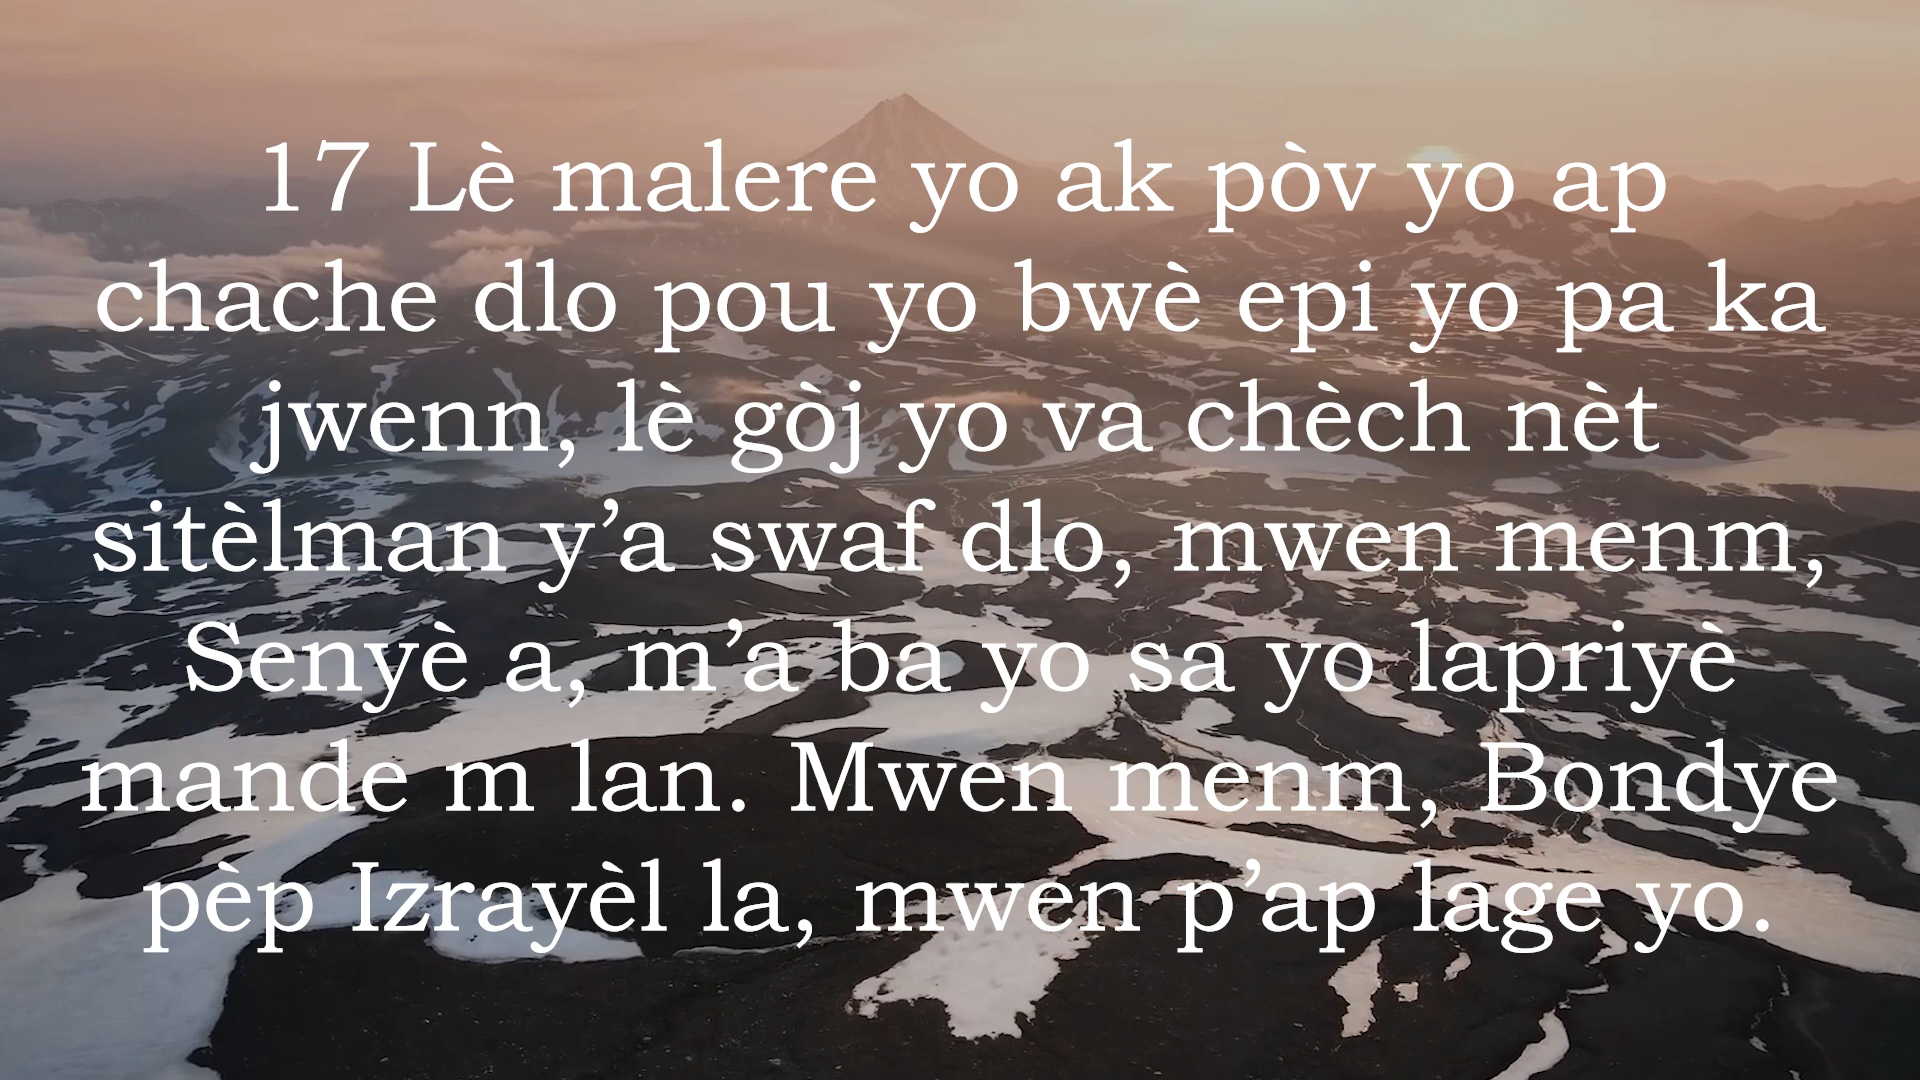 17 Lè malere yo ak pòv yo ap
chache dlo pou yo bwè epi yo pa ka
jwenn, lè gòj yo va chèch nèt
sitèlman y’a swaf dlo, mwen menm,
Senyè a, m’a ba yo sa yo lapriyè
mande m lan. Mwen menm, Bondye
pèp Izrayèl la, mwen p’ap lage yo.